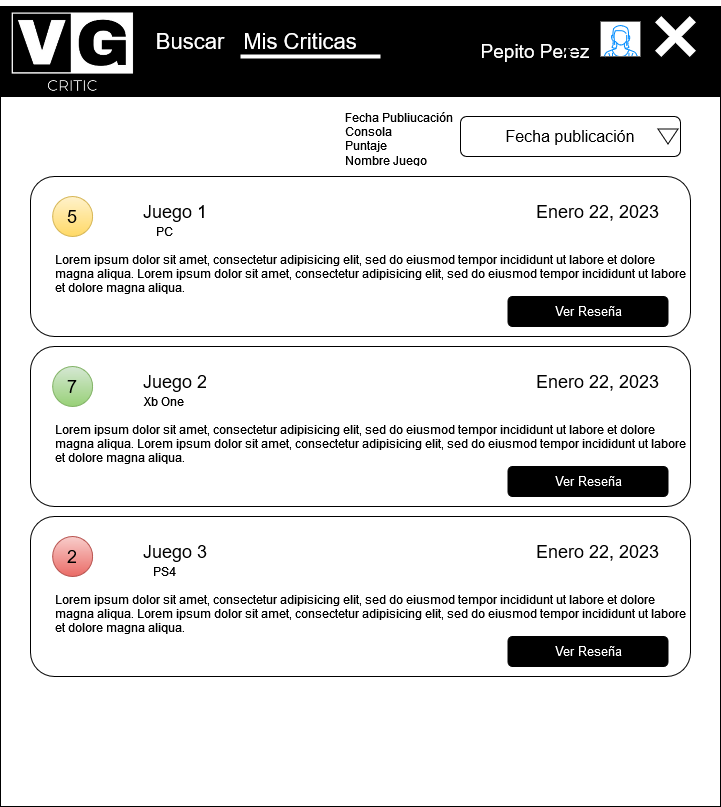 VG
CRITIC
Buscar
Mis Criticas
Pepito Perez
Fecha Publiucación
Consola
Puntaje
Nombre Juego
Fecha publicación
5
Juego 1
Enero 22, 2023
PC
Lorem ipsum dolor sit amet, consectetur adipisicing elit, sed do eiusmod tempor incididunt ut labore et dolore
magna aliqua. Lorem ipsum dolor sit amet, consectetur adipisicing elit, sed do eiusmod tempor incididunt ut labore
et dolore magna aliqua.
Ver Reseña
7
Juego 2
Enero 22, 2023
Xb One
Lorem ipsum dolor sit amet, consectetur adipisicing elit, sed do eiusmod tempor incididunt ut labore et dolore
magna aliqua. Lorem ipsum dolor sit amet, consectetur adipisicing elit, sed do eiusmod tempor incididunt ut labore
et dolore magna aliqua.
Ver Reseña
2
Juego 3
Enero 22, 2023
PS4
Lorem ipsum dolor sit amet, consectetur adipisicing elit, sed do eiusmod tempor incididunt ut labore et dolore
magna aliqua. Lorem ipsum dolor sit amet, consectetur adipisicing elit, sed do eiusmod tempor incididunt ut labore
et dolore magna aliqua.
Ver Reseña